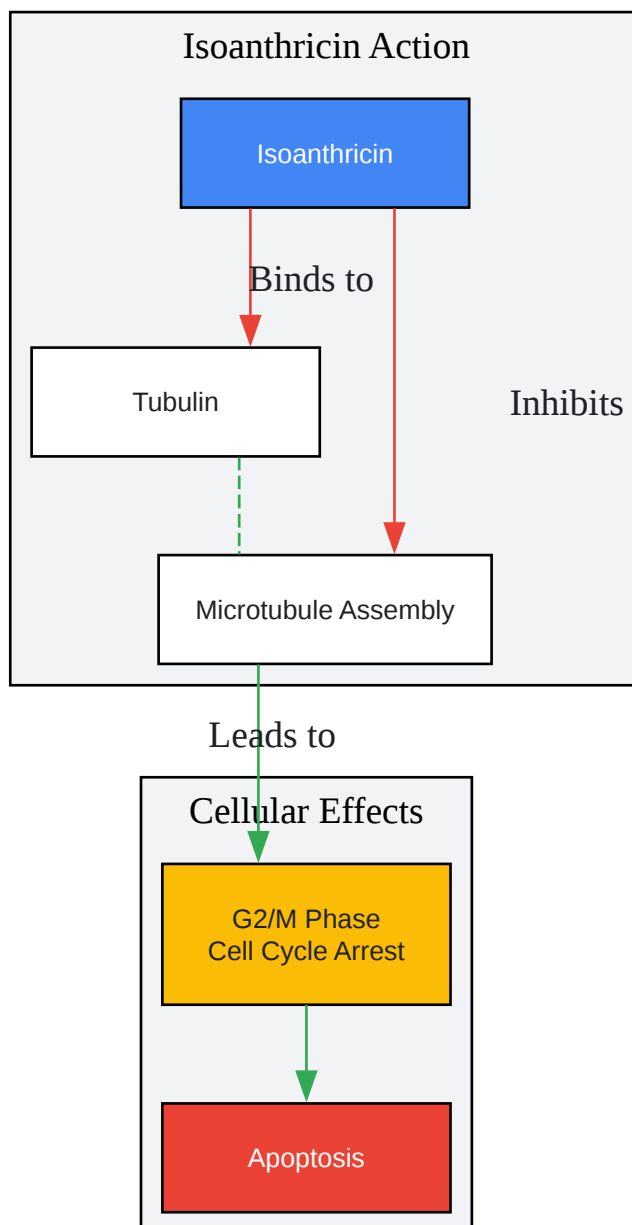 Isoanthricin Action
Isoanthricin
Binds to
Tubulin
Inhibits
Microtubule Assembly
Leads to
Cellular Effects
G2/M Phase
Cell Cycle Arrest
Apoptosis